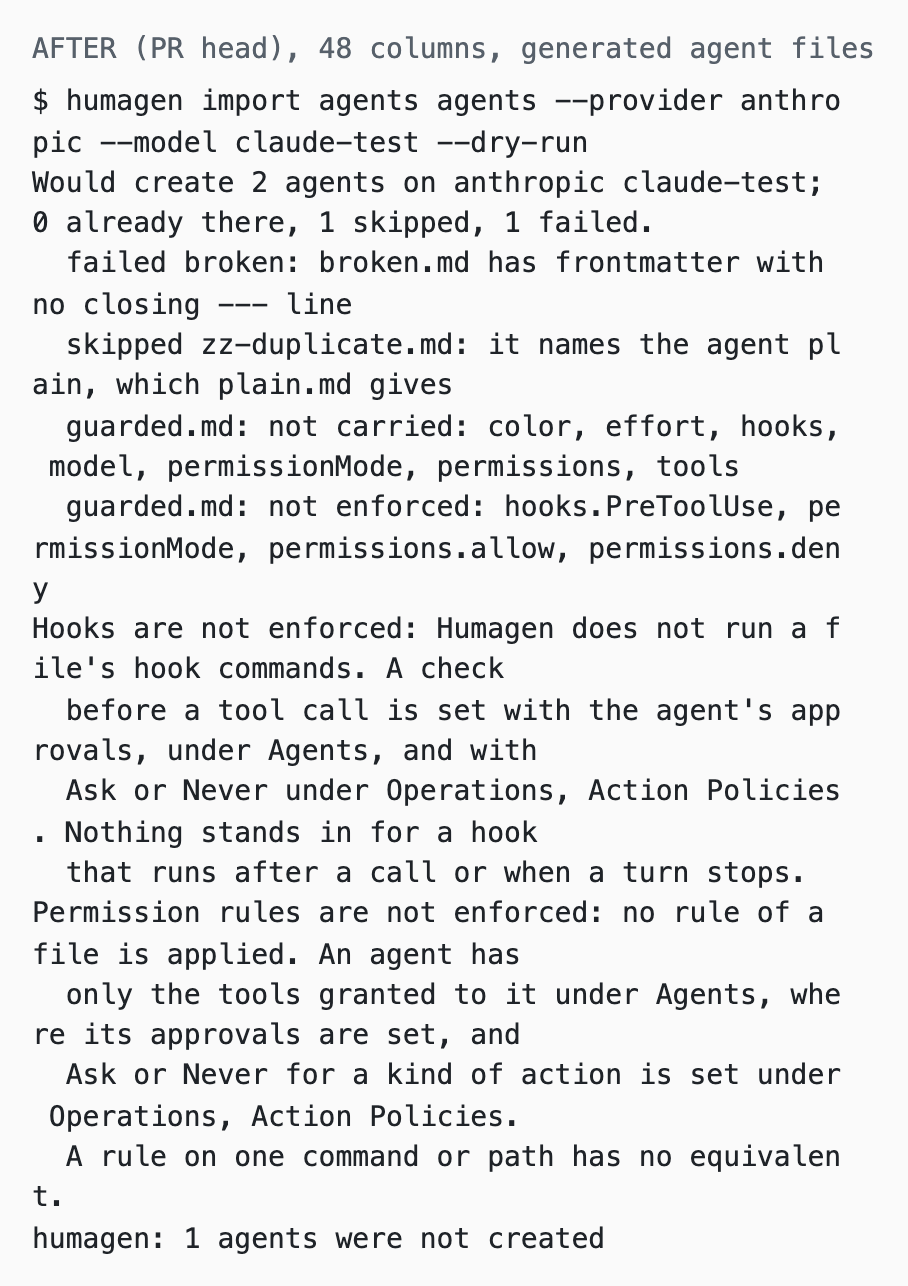 AFTER (PR head), 48 columns, generated agent files
$ humagen import agents agents --provider anthro
pic --model claude-test --dry-run
Would create 2 agents on anthropic claude-test;
0 already there, 1 skipped, 1 failed.
  failed broken: broken.md has frontmatter with
no closing --- line
  skipped zz-duplicate.md: it names the agent pl
ain, which plain.md gives
  guarded.md: not carried: color, effort, hooks,
 model, permissionMode, permissions, tools
  guarded.md: not enforced: hooks.PreToolUse, pe
rmissionMode, permissions.allow, permissions.den
y
Hooks are not enforced: Humagen does not run a f
ile's hook commands. A check
  before a tool call is set with the agent's app
rovals, under Agents, and with
  Ask or Never under Operations, Action Policies
. Nothing stands in for a hook
  that runs after a call or when a turn stops.
Permission rules are not enforced: no rule of a
file is applied. An agent has
  only the tools granted to it under Agents, whe
re its approvals are set, and
  Ask or Never for a kind of action is set under
 Operations, Action Policies.
  A rule on one command or path has no equivalen
t.
humagen: 1 agents were not created